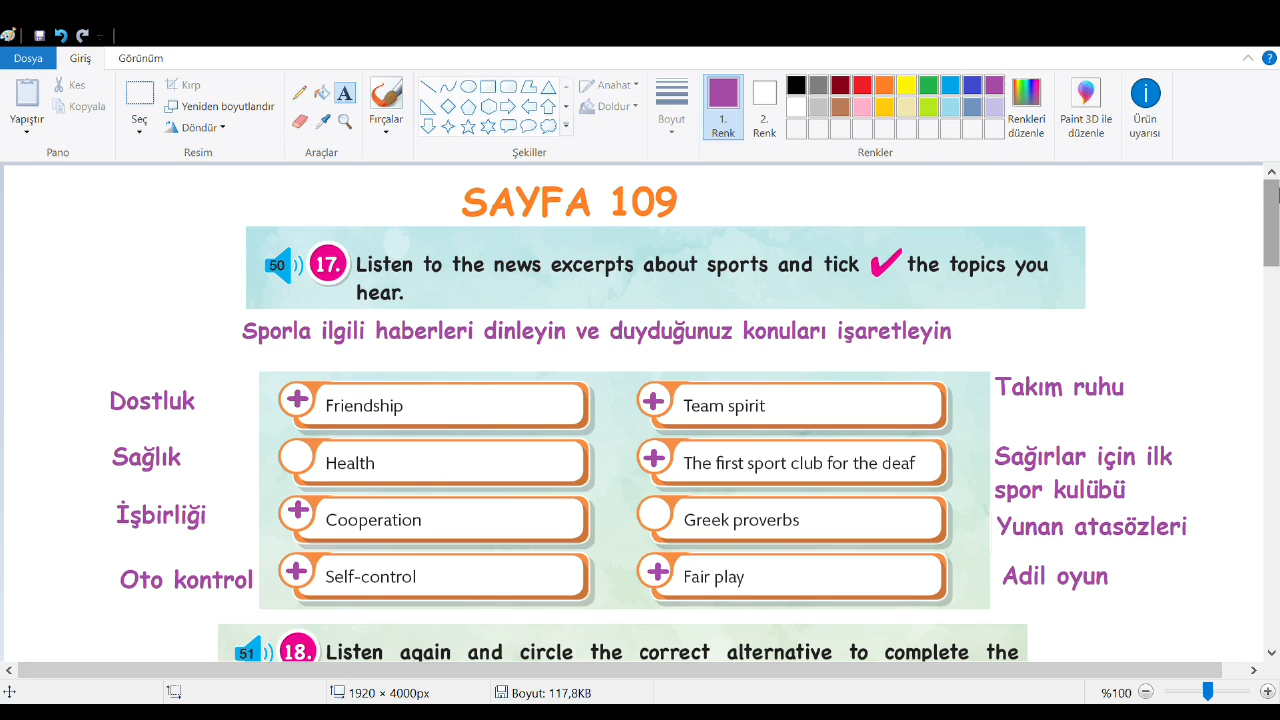 Dosya Giriş Görünüm
Yapıştır
Kes
Kopyala
Pano
Seç
Kırp
Yeniden boyutlandır
Döndür
Resim
A
Araçlar
Fırçalar
Şekiller
Anahat
Doldur
Boyut
1.
Renk
2.
Renk
Renkler
Renkleri
düzenle
Paint 3D ile
düzenle
Ürün
uyarısı
SAYFA 109
50 17. Listen to the news excerpts about sports and tick ✓ the topics you
hear.
Sporla ilgili haberleri dinleyin ve duyduğunuz konuları işaretleyin
Dostluk + Friendship + Team spirit Takım ruhu
Sağlık Health + The first sport club for the deaf Sağırlar için ilk
spor kulübü
İşbirliği + Cooperation Greek proverbs Yunan atasözleri
Oto kontrol + Self-control + Fair play Adil oyun
51 18. Listen again and circle the correct alternative to complete the
1920 × 4000px Boyut: 117,8KB %100